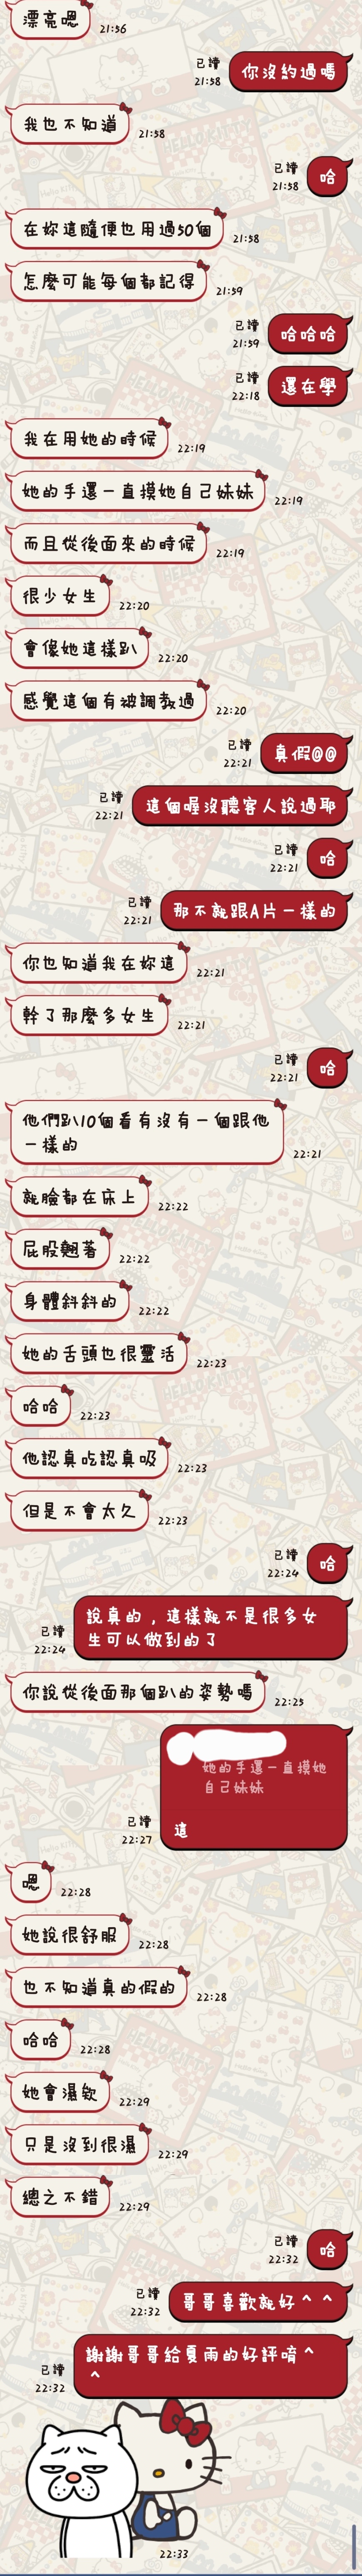 漂亮嗯
21:56
已讀
21:58
你沒約過嗎
我也不知道
21:58
已讀
21:58
哈
在妳這隨便也用過50個
21:58
怎麼可能每個都記得
21:59
已讀
21:59
哈哈哈
已讀
22:18
還在學
我在用她的時候
22:19
她的手還一直摸她自己妹妹
22:19
而且從後面來的時候
22:19
很少女生
22:20
會像她這樣趴
22:20
感覺這個有被調教過
22:20
已讀
22:21
真假@@
已讀
22:21
這個喔沒聽客人說過耶
已讀
22:21
哈
已讀
22:21
那不就跟A片一樣的
你也知道我在妳這
22:21
幹了那麼多女生
22:21
已讀
22:21
哈
他們趴10個看有沒有一個跟他
一樣的
22:21
就臉都在床上
22:22
屁股翹著
22:22
身體斜斜的
22:22
她的舌頭也很靈活
22:23
哈哈
22:23
他認真吃認真吸
22:23
但是不會太久
22:23
已讀
22:24
哈
說真的，這樣就不是很多女
生可以做到的了
已讀
22:24
你說從後面那個趴的姿勢嗎
22:25
她的手還一直摸她
自己妹妹
這
已讀
22:27
嗯
22:28
她說很舒服
22:28
也不知道真的假的
22:28
哈哈
22:28
她會濕欸
22:29
只是沒到很濕
22:29
總之不錯
22:29
已讀
22:32
哈
已讀
22:32
哥哥喜歡就好^ ^
謝謝哥哥給夏雨的好評唷^
^
已讀
22:32
22:33